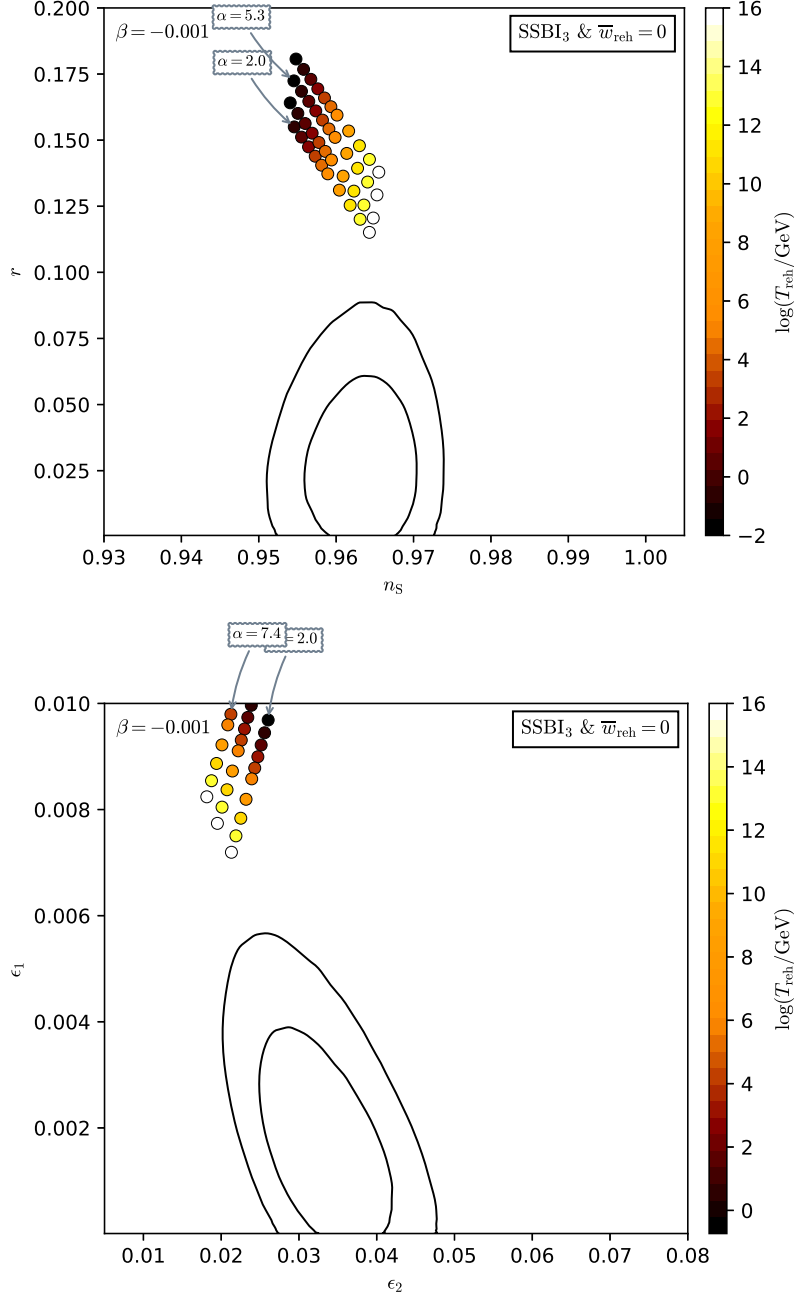 β = −0.001
α = 5.3
α = 2.0
SSBI₃ & w̅ᵣₑₕ = 0
0.200
0.175
0.150
0.125
0.100
0.075
0.050
0.025
r
0.93 0.94 0.95 0.96 0.97 0.98 0.99 1.00
n_S
16
14
12
10
8
6
4
2
0
−2
log(T_reh/GeV)
α = 7.4
= 2.0
β = −0.001
SSBI₃ & w̅ᵣₑₕ = 0
0.010
0.008
0.006
0.004
0.002
ϵ₁
0.01 0.02 0.03 0.04 0.05 0.06 0.07 0.08
ϵ₂
16
14
12
10
8
6
4
2
0
log(T_reh/GeV)